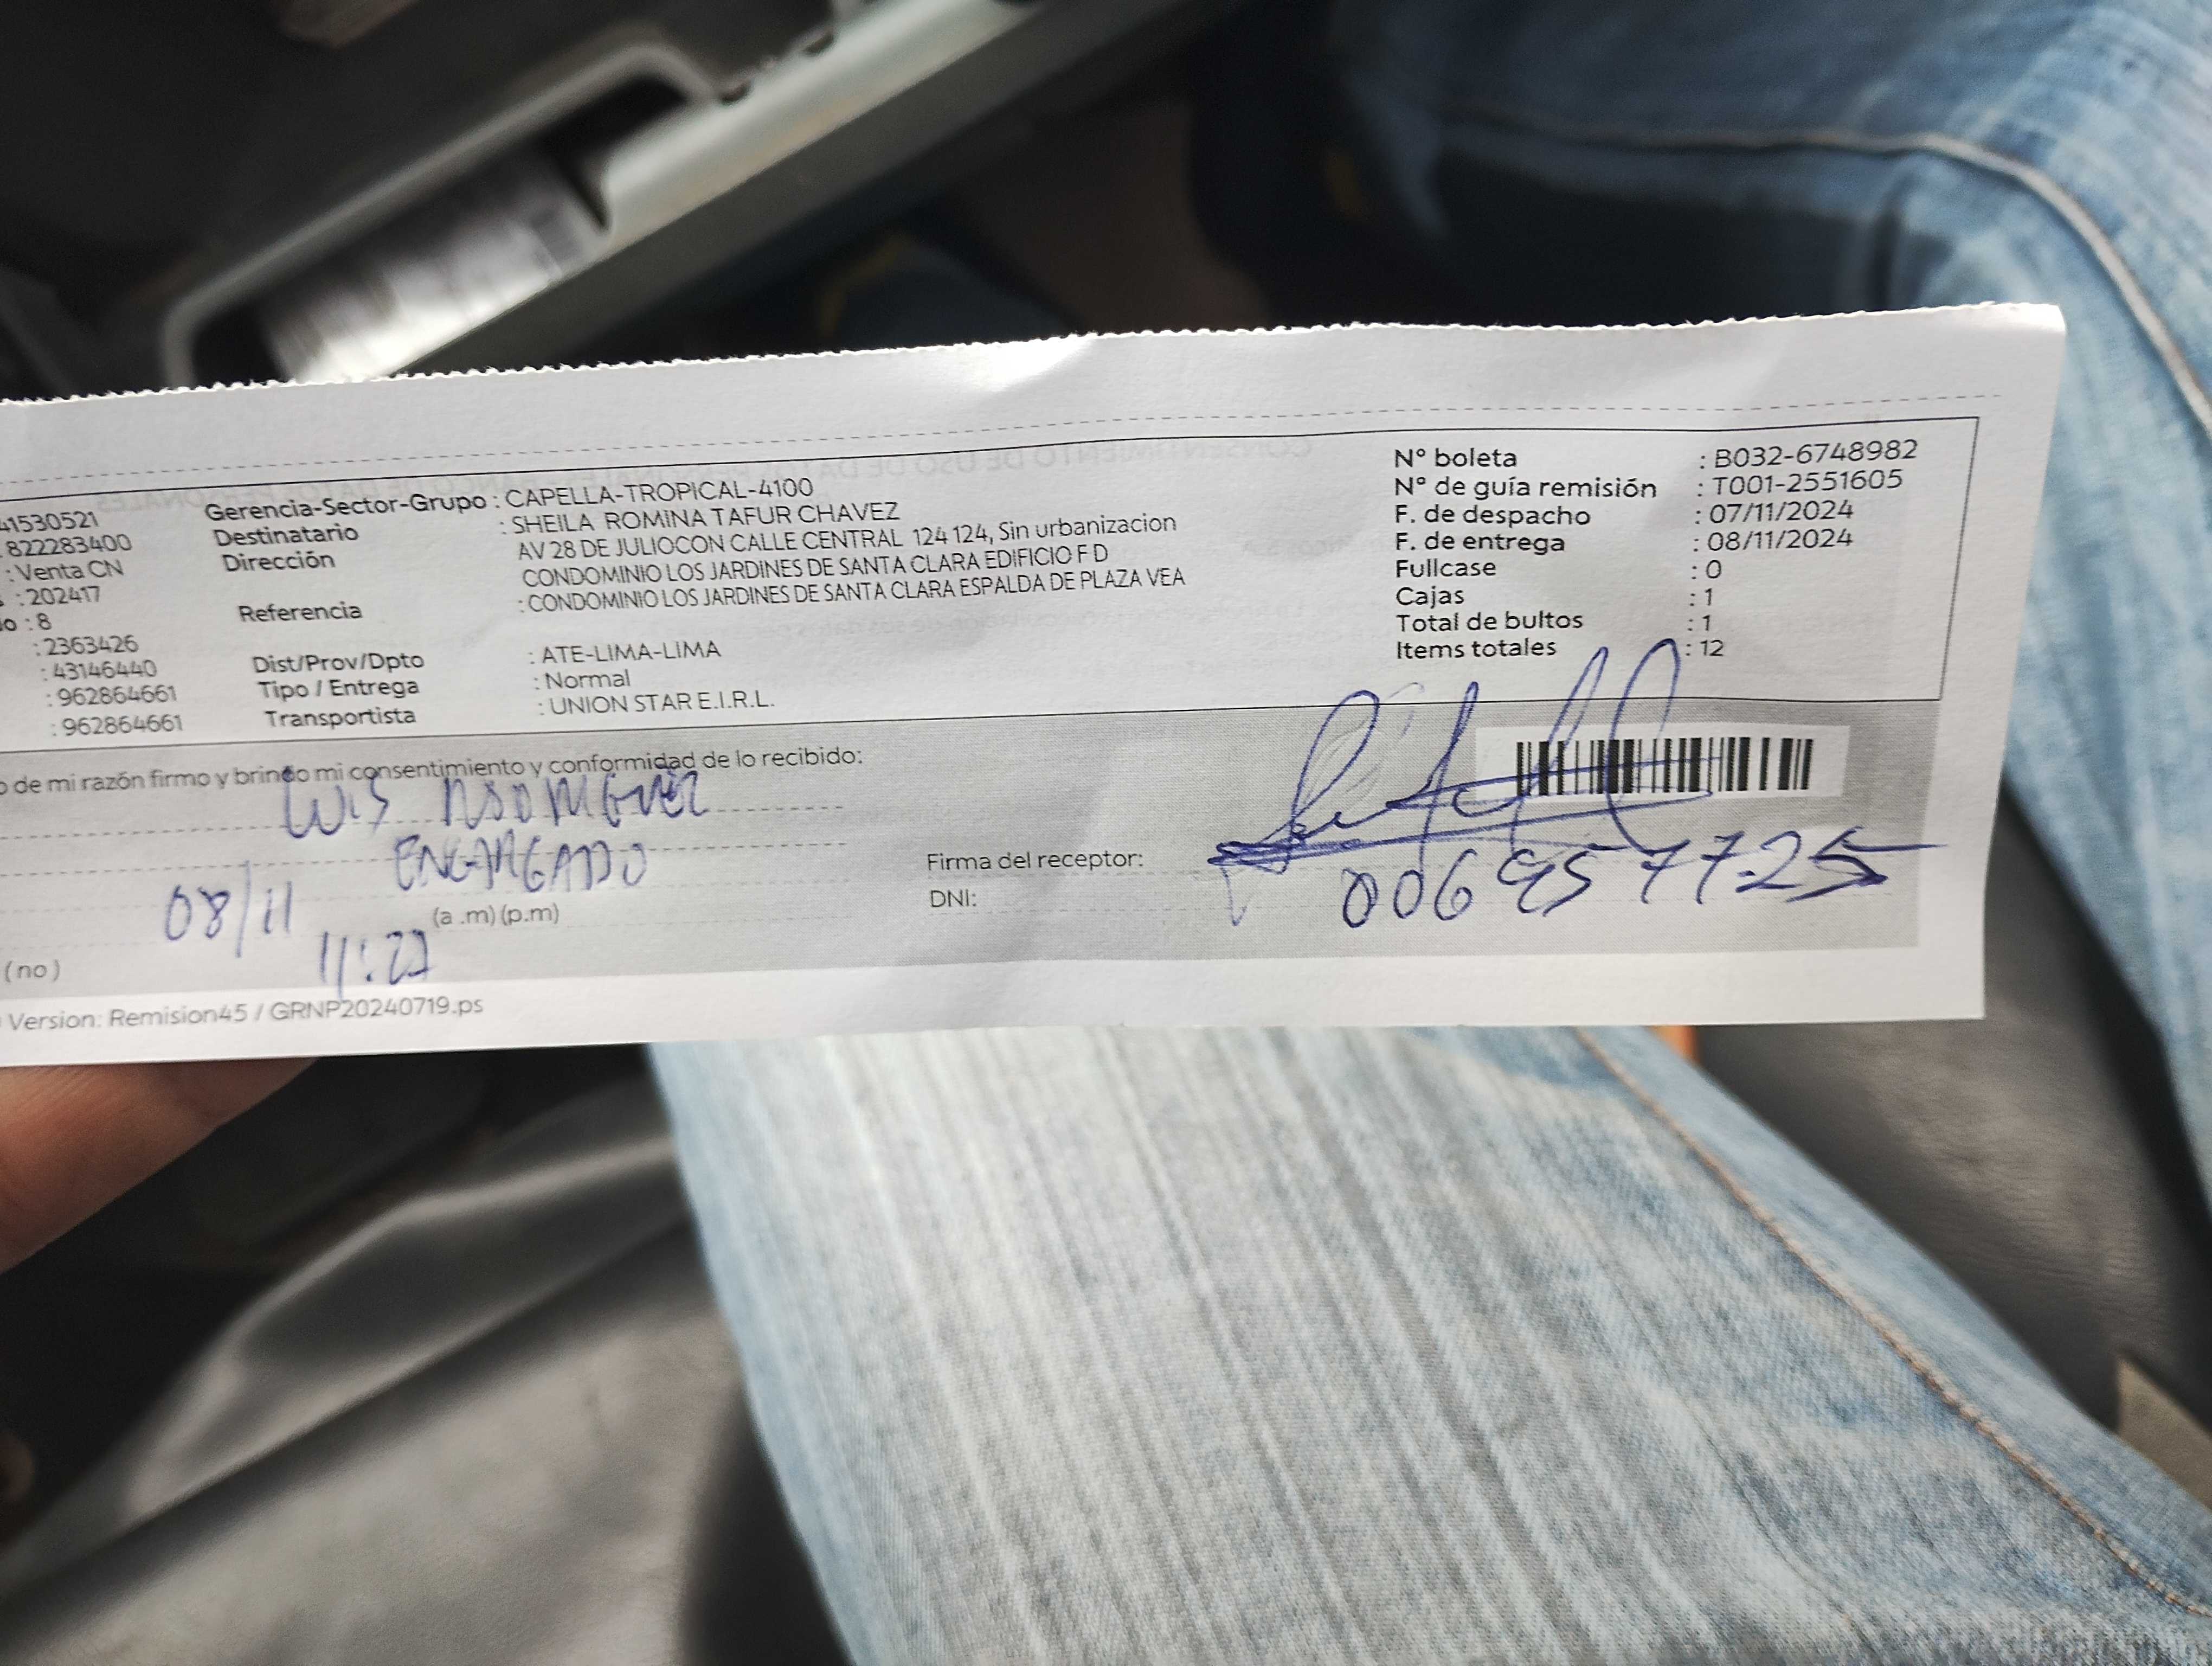 41530521
822283400
: Venta CN
: 202417
o : 8
: 2363426
: 43146440
: 962864661
: 962864661
Gerencia-Sector-Grupo : CAPELLA-TROPICAL-4100
Destinatario : SHEILA ROMINA TAFUR CHAVEZ
Dirección AV 28 DE JULIOCON CALLE CENTRAL 124 124, Sin urbanizacion
CONDOMINIO LOS JARDINES DE SANTA CLARA EDIFICIO F D
Referencia : CONDOMINIO LOS JARDINES DE SANTA CLARA ESPALDA DE PLAZA VEA
Dist/Prov/Dpto : ATE-LIMA-LIMA
Tipo / Entrega : Normal
Transportista : UNION STAR E.I.R.L.
N° boleta : B032-6748982
N° de guía remisión : T001-2551605
F. de despacho : 07/11/2024
F. de entrega : 08/11/2024
Fullcase : 0
Cajas : 1
Total de bultos : 1
Items totales : 12
o de mi razón firmo y brindo mi consentimiento y conformidad de lo recibido:
LUIS
ENCARGADO
08/11
(a .m) (p.m)
(no)
Firma del receptor:
DNI: 006957725
Version: Remision45 / GRNP20240719.ps